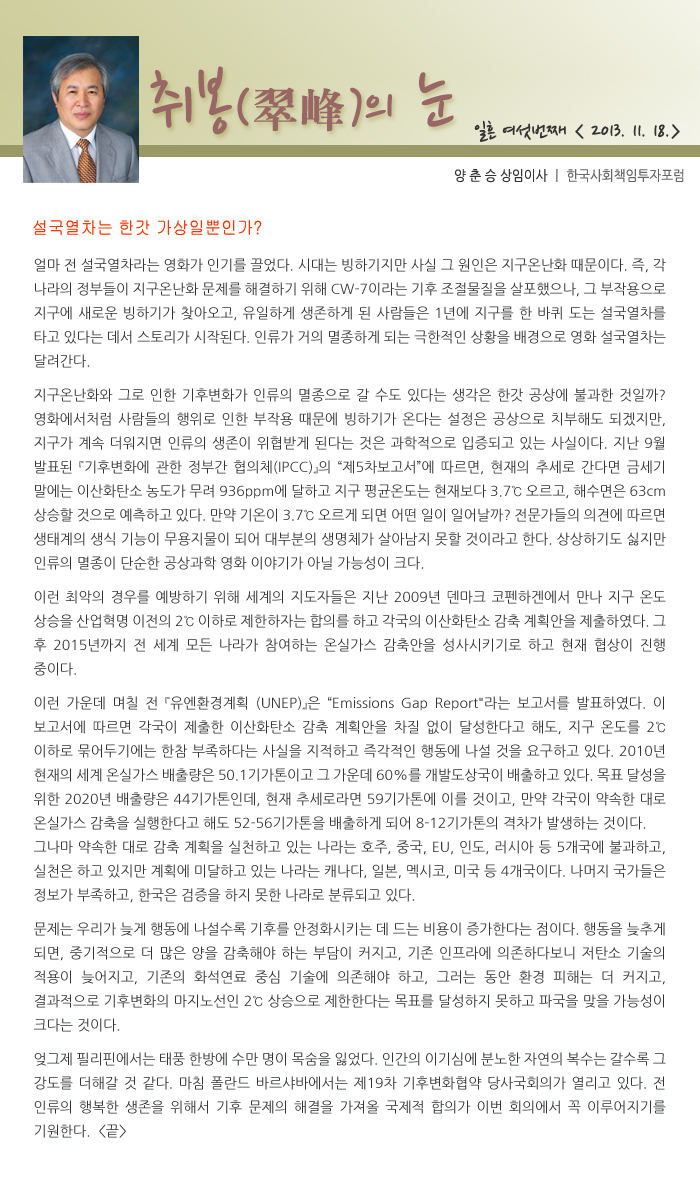 취봉(翠峰)의 눈
일흔 여섯번째 < 2013. 11. 18.>
양 춘 승 상임이사 | 한국사회책임투자포럼
설국열차는 한갓 가상일뿐인가?
얼마 전 설국열차라는 영화가 인기를 끌었다. 시대는 빙하기지만 사실 그 원인은 지구온난화 때문이다. 즉, 각
나라의 정부들이 지구온난화 문제를 해결하기 위해 CW-7이라는 기후 조절물질을 살포했으나, 그 부작용으로
지구에 새로운 빙하기가 찾아오고, 유일하게 생존하게 된 사람들은 1년에 지구를 한 바퀴 도는 설국열차를
타고 있다는 데서 스토리가 시작된다. 인류가 거의 멸종하게 되는 극한적인 상황을 배경으로 영화 설국열차는
달려간다.
지구온난화와 그로 인한 기후변화가 인류의 멸종으로 갈 수도 있다는 생각은 한갓 공상에 불과한 것일까?
영화에서처럼 사람들의 행위로 인한 부작용 때문에 빙하기가 온다는 설정은 공상으로 치부해도 되겠지만,
지구가 계속 더워지면 인류의 생존이 위협받게 된다는 것은 과학적으로 입증되고 있는 사실이다. 지난 9월
발표된 『기후변화에 관한 정부간 협의체(IPCC)』의 “제5차보고서”에 따르면, 현재의 추세로 간다면 금세기
말에는 이산화탄소 농도가 무려 936ppm에 달하고 지구 평균온도는 현재보다 3.7℃ 오르고, 해수면은 63cm
상승할 것으로 예측하고 있다. 만약 기온이 3.7℃ 오르게 되면 어떤 일이 일어날까? 전문가들의 의견에 따르면
생태계의 생식 기능이 무용지물이 되어 대부분의 생명체가 살아남지 못할 것이라고 한다. 상상하기도 싫지만
인류의 멸종이 단순한 공상과학 영화 이야기가 아닐 가능성이 크다.
이런 최악의 경우를 예방하기 위해 세계의 지도자들은 지난 2009년 덴마크 코펜하겐에서 만나 지구 온도
상승을 산업혁명 이전의 2℃ 이하로 제한하자는 합의를 하고 각국의 이산화탄소 감축 계획안을 제출하였다. 그
후 2015년까지 전 세계 모든 나라가 참여하는 온실가스 감축안을 성사시키기로 하고 현재 협상이 진행
중이다.
이런 가운데 며칠 전 『유엔환경계획 (UNEP)』은 “Emissions Gap Report"라는 보고서를 발표하였다. 이
보고서에 따르면 각국이 제출한 이산화탄소 감축 계획안을 차질 없이 달성한다고 해도, 지구 온도를 2℃
이하로 묶어두기에는 한참 부족하다는 사실을 지적하고 즉각적인 행동에 나설 것을 요구하고 있다. 2010년
현재의 세계 온실가스 배출량은 50.1기가톤이고 그 가운데 60%를 개발도상국이 배출하고 있다. 목표 달성을
위한 2020년 배출량은 44기가톤인데, 현재 추세로라면 59기가톤에 이를 것이고, 만약 각국이 약속한 대로
온실가스 감축을 실행한다고 해도 52-56기가톤을 배출하게 되어 8-12기가톤의 격차가 발생하는 것이다.
그나마 약속한 대로 감축 계획을 실천하고 있는 나라는 호주, 중국, EU, 인도, 러시아 등 5개국에 불과하고,
실천은 하고 있지만 계획에 미달하고 있는 나라는 캐나다, 일본, 멕시코, 미국 등 4개국이다. 나머지 국가들은
정보가 부족하고, 한국은 검증을 하지 못한 나라로 분류되고 있다.
문제는 우리가 늦게 행동에 나설수록 기후를 안정화시키는 데 드는 비용이 증가한다는 점이다. 행동을 늦추게
되면, 중기적으로 더 많은 양을 감축해야 하는 부담이 커지고, 기존 인프라에 의존하다보니 저탄소 기술의
적용이 늦어지고, 기존의 화석연료 중심 기술에 의존해야 하고, 그러는 동안 환경 피해는 더 커지고,
결과적으로 기후변화의 마지노선인 2℃ 상승으로 제한한다는 목표를 달성하지 못하고 파국을 맞을 가능성이
크다는 것이다.
엊그제 필리핀에서는 태풍 한방에 수만 명이 목숨을 잃었다. 인간의 이기심에 분노한 자연의 복수는 갈수록 그
강도를 더해갈 것 같다. 마침 폴란드 바르샤바에서는 제19차 기후변화협약 당사국회의가 열리고 있다. 전
인류의 행복한 생존을 위해서 기후 문제의 해결을 가져올 국제적 합의가 이번 회의에서 꼭 이루어지기를
기원한다. <끝>